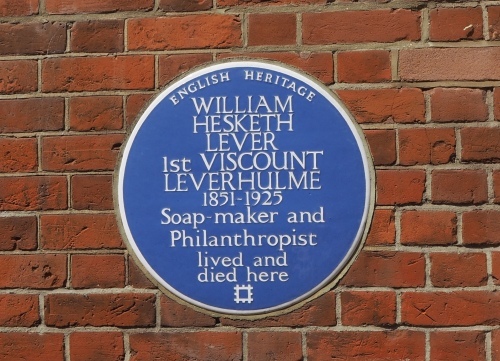 ENGLISH HERITAGE
WILLIAM
HESKETH
LEVER
1st VISCOUNT
LEVERHULME
1851-1925
Soap-maker and
Philanthropist
lived and
died here